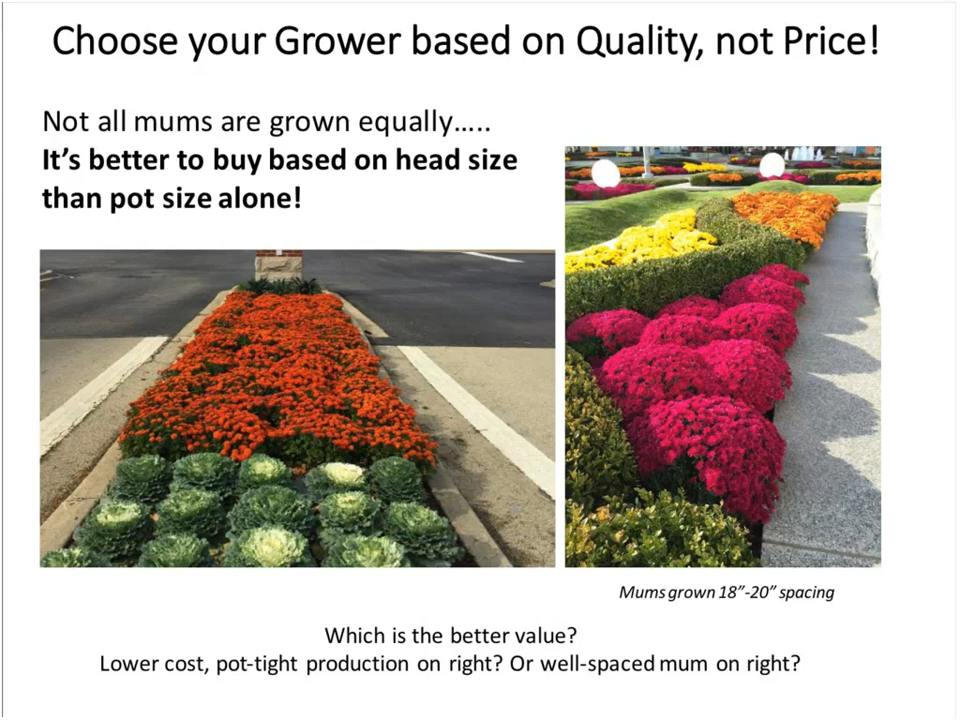 Choose your Grower based on Quality, not Price!
Not all mums are grown equally…..
It’s better to buy based on head size
than pot size alone!
Mums grown 18”-20” spacing
Which is the better value?
Lower cost, pot-tight production on right? Or well-spaced mum on right?